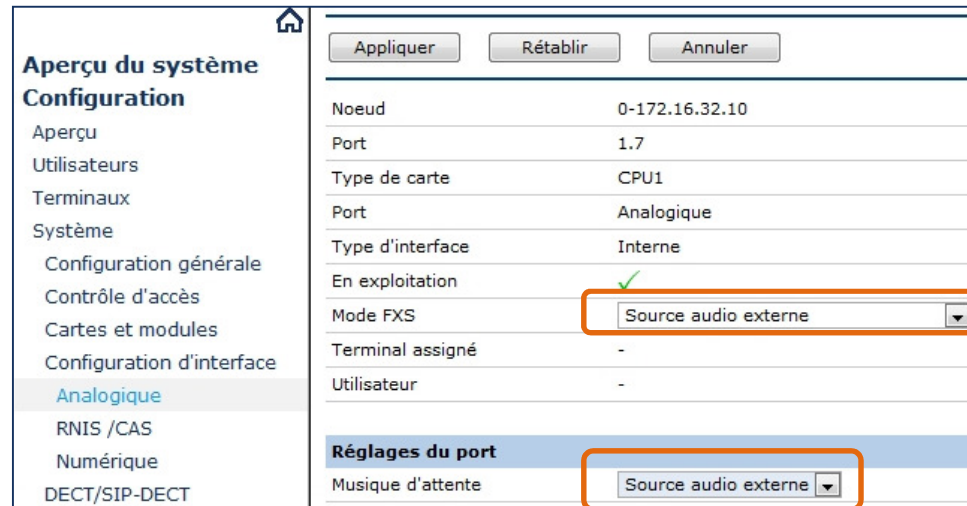 Aperçu du système
Configuration
Aperçu
Utilisateurs
Terminaux
Système
Configuration générale
Contrôle d'accès
Cartes et modules
Configuration d'interface
Analogique
RNIS /CAS
Numérique
DECT/SIP-DECT
Appliquer Rétablir Annuler
Noeud 0-172.16.32.10
Port 1.7
Type de carte CPU1
Port Analogique
Type d'interface Interne
En exploitation
Mode FXS Source audio externe
Terminal assigné -
Utilisateur -
Réglages du port
Musique d'attente Source audio externe